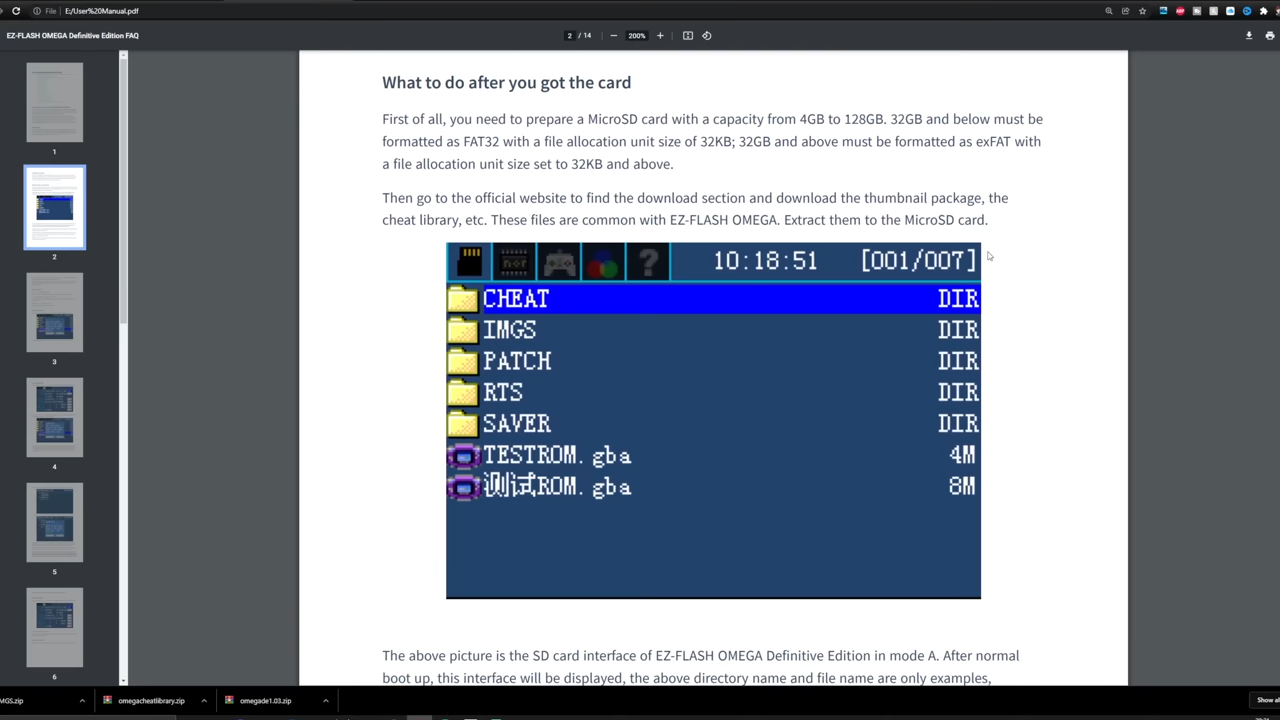 File E:/User%20Manual.pdf
EZ-FLASH OMEGA Definitive Edition FAQ
2 / 14
200%
What to do after you got the card
First of all, you need to prepare a MicroSD card with a capacity from 4GB to 128GB. 32GB and below must be
formatted as FAT32 with a file allocation unit size of 32KB; 32GB and above must be formatted as exFAT with
a file allocation unit size set to 32KB and above.
Then go to the official website to find the download section and download the thumbnail package, the
cheat library, etc. These files are common with EZ-FLASH OMEGA. Extract them to the MicroSD card.
nor
?
10:18:51 [001/007]
CHEAT DIR
IMGS DIR
PATCH DIR
RTS DIR
SAVER DIR
TESTROM.gba 4M
测试ROM.gba 8M
The above picture is the SD card interface of EZ-FLASH OMEGA Definitive Edition in mode A. After normal
boot up, this interface will be displayed, the above directory name and file name are only examples,
1
2
3
4
5
6
MGS.zip
omegacheatlibrary.zip
omegade1.03.zip
Show al